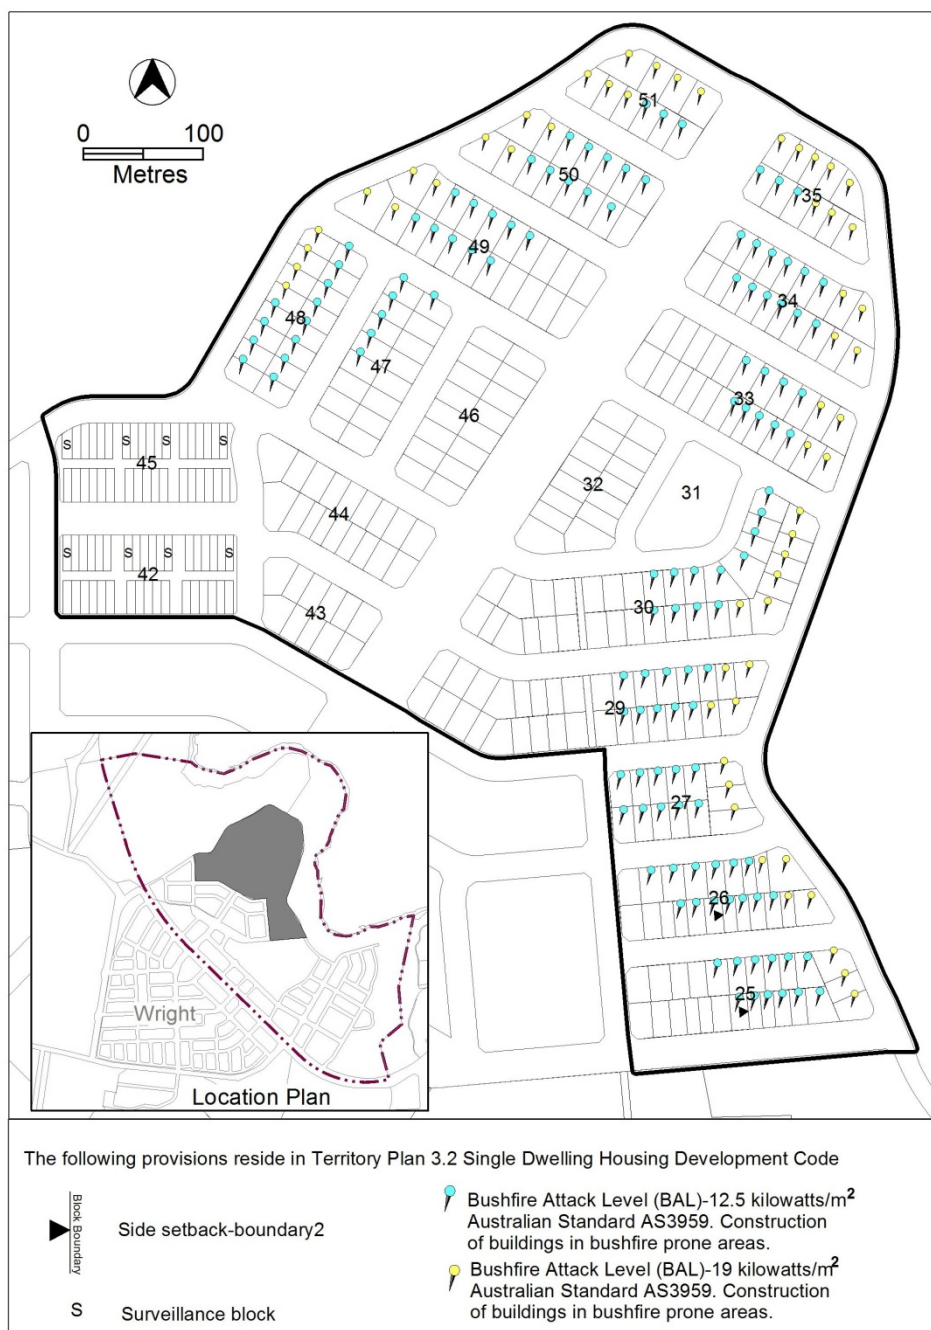 0 100
Metres
51
35
50
49
34
48
47
33
46
45
S S S S
32
31
44
42
S S S S
43
30
29
27
26
25
Wright
Location Plan
The following provisions reside in Territory Plan 3.2 Single Dwelling Housing Development Code
Block Boundary
Side setback-boundary2
S Surveillance block
Bushfire Attack Level (BAL)-12.5 kilowatts/m²
Australian Standard AS3959. Construction
of buildings in bushfire prone areas.
Bushfire Attack Level (BAL)-19 kilowatts/m²
Australian Standard AS3959. Construction
of buildings in bushfire prone areas.